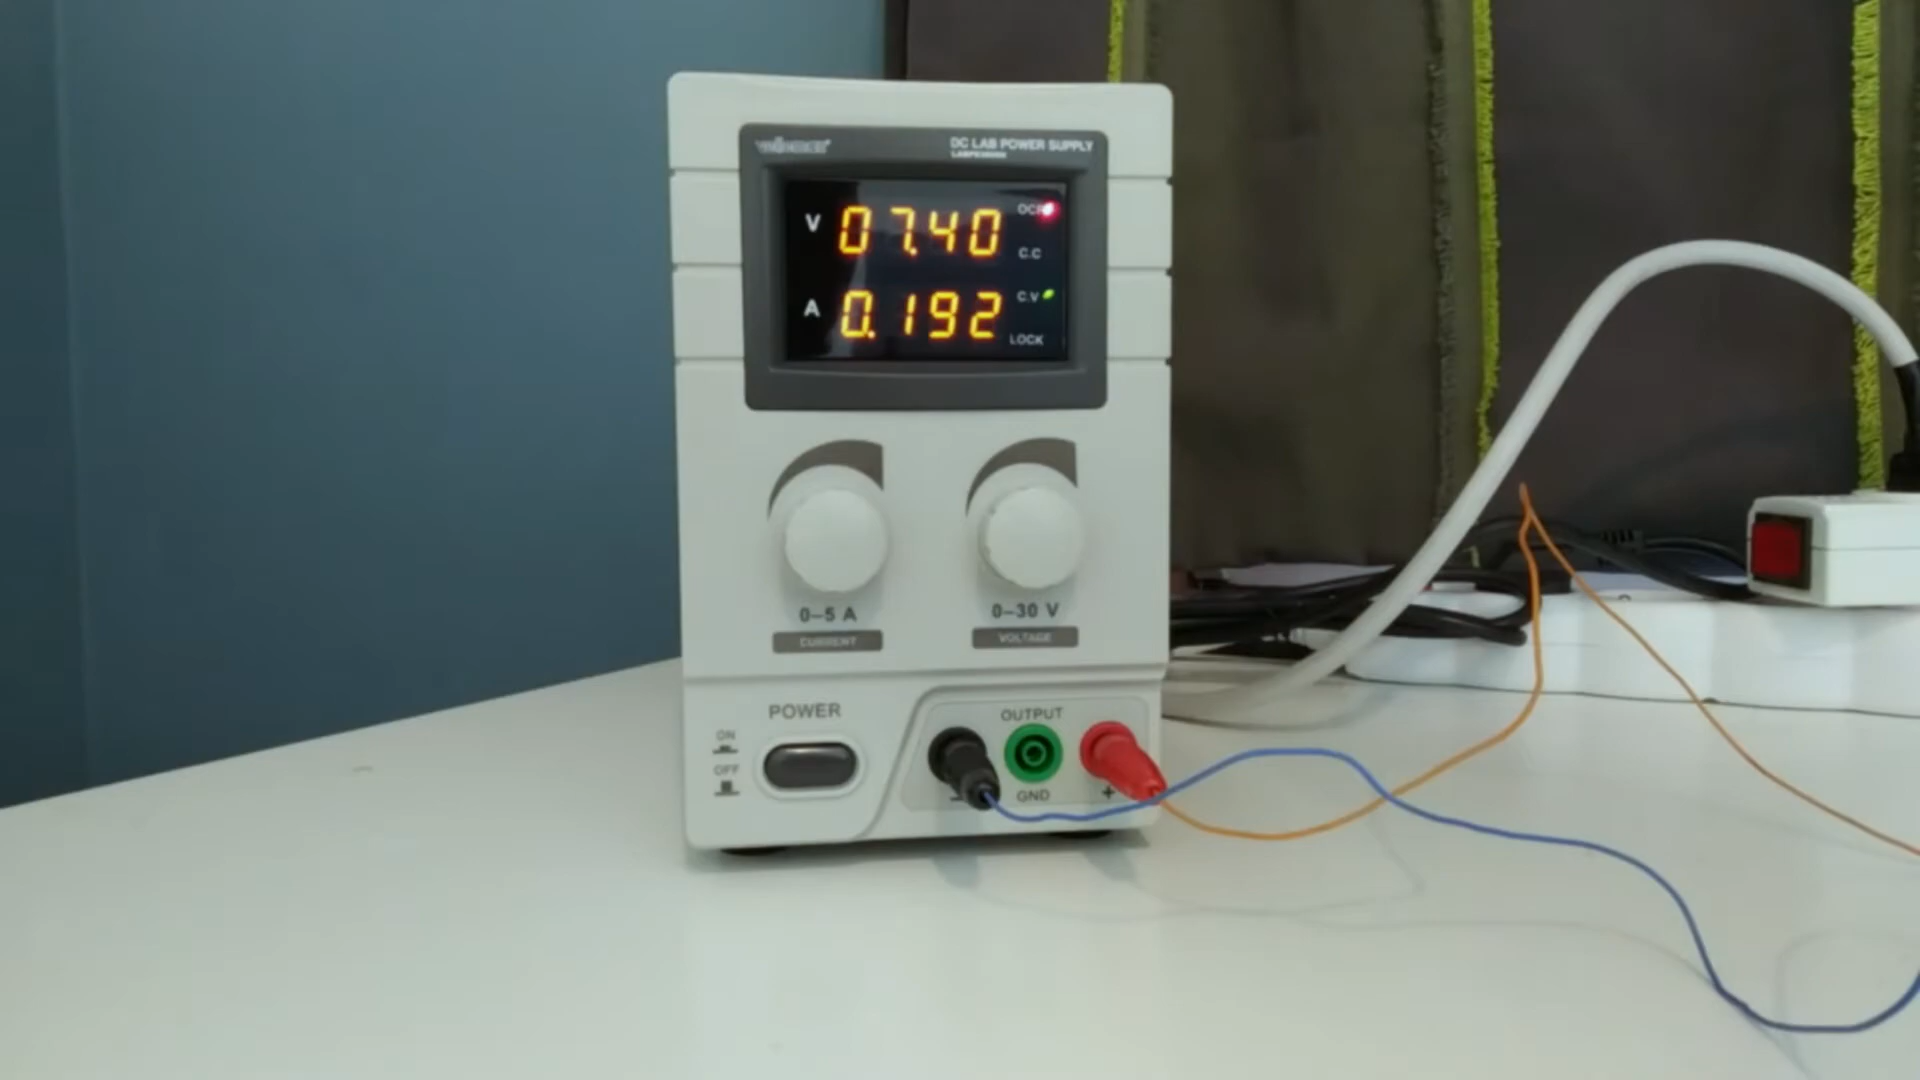 velleman®
DC LAB POWER SUPPLY
V 07.40 OCP
C.C
A 0.192 C.V
LOCK
0–5 A 0–30 V
CURRENT VOLTAGE
POWER OUTPUT
ON
OFF
– GND +